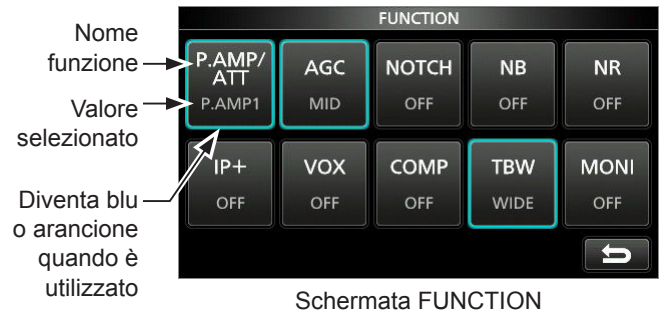 Nome
funzione
Valore
selezionato
Diventa blu
o arancione
quando è
utilizzato
FUNCTION
P.AMP/
ATT
P.AMP1
AGC
MID
NOTCH
OFF
NB
OFF
NR
OFF
IP+
OFF
VOX
OFF
COMP
OFF
TBW
WIDE
MONI
OFF
Schermata FUNCTION